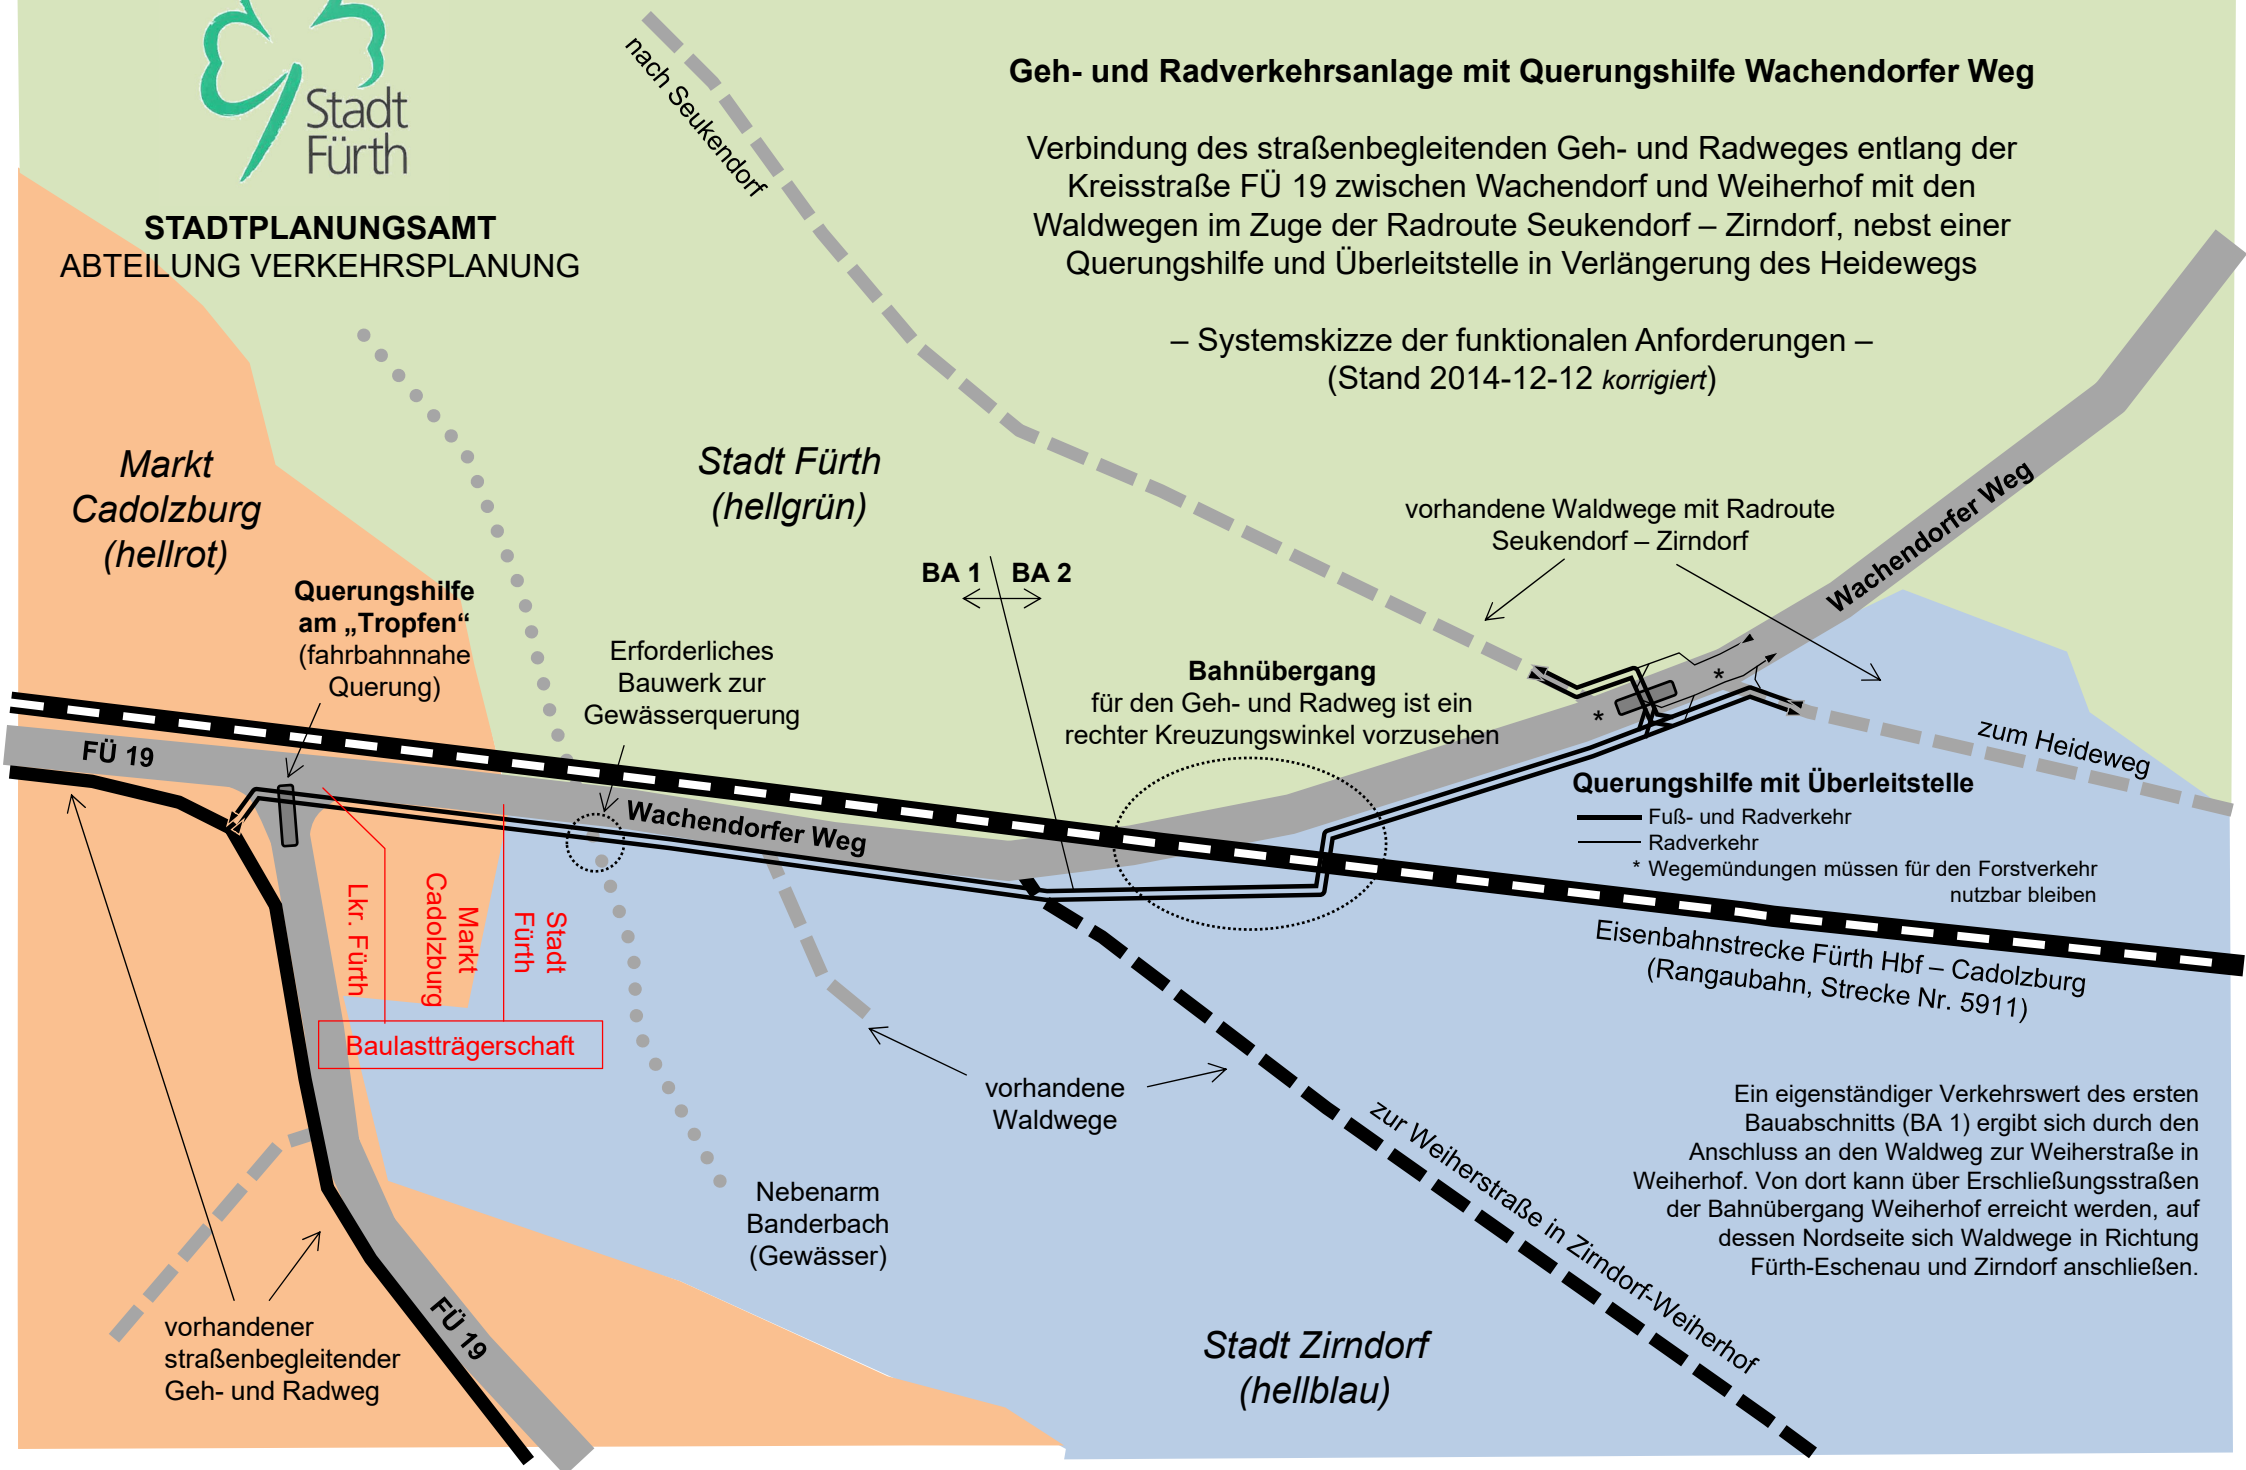 Stadt
Fürth
STADTPLANUNGSAMT
ABTEILUNG VERKEHRSPLANUNG
nach Seukendorf
Geh- und Radverkehrsanlage mit Querungshilfe Wachendorfer Weg
Verbindung des straßenbegleitenden Geh- und Radweges entlang der
Kreisstraße FÜ 19 zwischen Wachendorf und Weiherhof mit den
Waldwegen im Zuge der Radroute Seukendorf – Zirndorf, nebst einer
Querungshilfe und Überleitstelle in Verlängerung des Heidewegs
– Systemskizze der funktionalen Anforderungen –
(Stand 2014-12-12 korrigiert)
Markt
Cadolzburg
(hellrot)
Stadt Fürth
(hellgrün)
vorhandene Waldwege mit Radroute
Seukendorf – Zirndorf
Wachendorfer Weg
BA 1
BA 2
Querungshilfe
am „Tropfen“
(fahrbahnnahe
Querung)
Erforderliches
Bauwerk zur
Gewässerquerung
Bahnübergang
für den Geh- und Radweg ist ein
rechter Kreuzungswinkel vorzusehen
*
*
zum Heideweg
FÜ 19
Wachendorfer Weg
Querungshilfe mit Überleitstelle
Fuß- und Radverkehr
Radverkehr
* Wegemündungen müssen für den Forstverkehr
nutzbar bleiben
Lkr. Fürth
Markt
Cadolzburg
Stadt
Fürth
Baulastträgerschaft
Eisenbahnstrecke Fürth Hbf – Cadolzburg
(Rangaubahn, Strecke Nr. 5911)
vorhandene
Waldwege
zur Weiherstraße in Zirndorf-Weiherhof
Ein eigenständiger Verkehrswert des ersten
Bauabschnitts (BA 1) ergibt sich durch den
Anschluss an den Waldweg zur Weiherstraße in
Weiherhof. Von dort kann über Erschließungsstraßen
der Bahnübergang Weiherhof erreicht werden, auf
dessen Nordseite sich Waldwege in Richtung
Fürth-Eschenau und Zirndorf anschließen.
Nebenarm
Banderbach
(Gewässer)
vorhandener
straßenbegleitender
Geh- und Radweg
FÜ 19
Stadt Zirndorf
(hellblau)